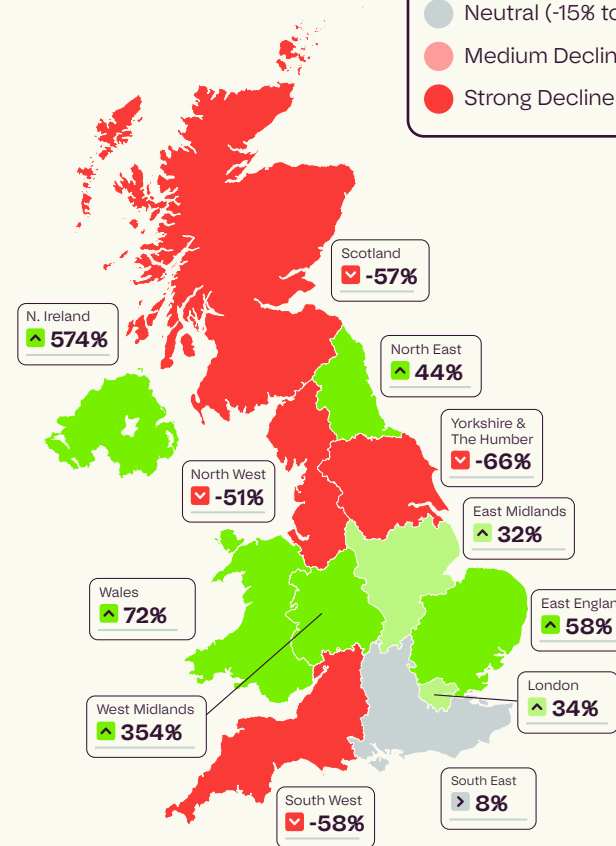 Neutral (-15% to
Medium Declin
Strong Decline
Scotland
-57%
N. Ireland
574%
North East
44%
Yorkshire &
The Humber
-66%
North West
-51%
East Midlands
32%
Wales
72%
East Englan
58%
London
34%
West Midlands
354%
South East
8%
South West
-58%